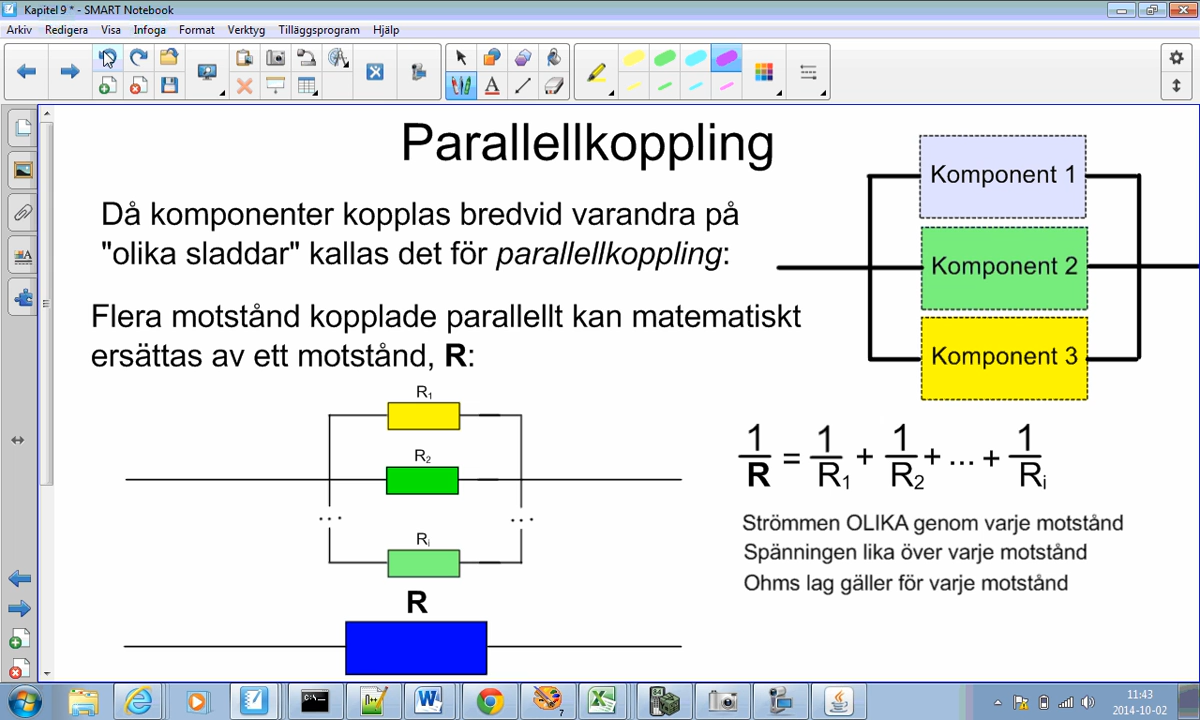 Kapitel 9 * - SMART Notebook
Arkiv Redigera Visa Infoga Format Verktyg Tilläggsprogram Hjälp
Parallellkoppling
Då komponenter kopplas bredvid varandra på
"olika sladdar" kallas det för parallellkoppling:
Flera motstånd kopplade parallellt kan matematiskt
ersättas av ett motstånd, R:
Komponent 1
Komponent 2
Komponent 3
R₁
R₂
...
...
Rᵢ
R
1/R = 1/R₁ + 1/R₂ + ... + 1/Rᵢ
Strömmen OLIKA genom varje motstånd
Spänningen lika över varje motstånd
Ohms lag gäller för varje motstånd
11:43
2014-10-02